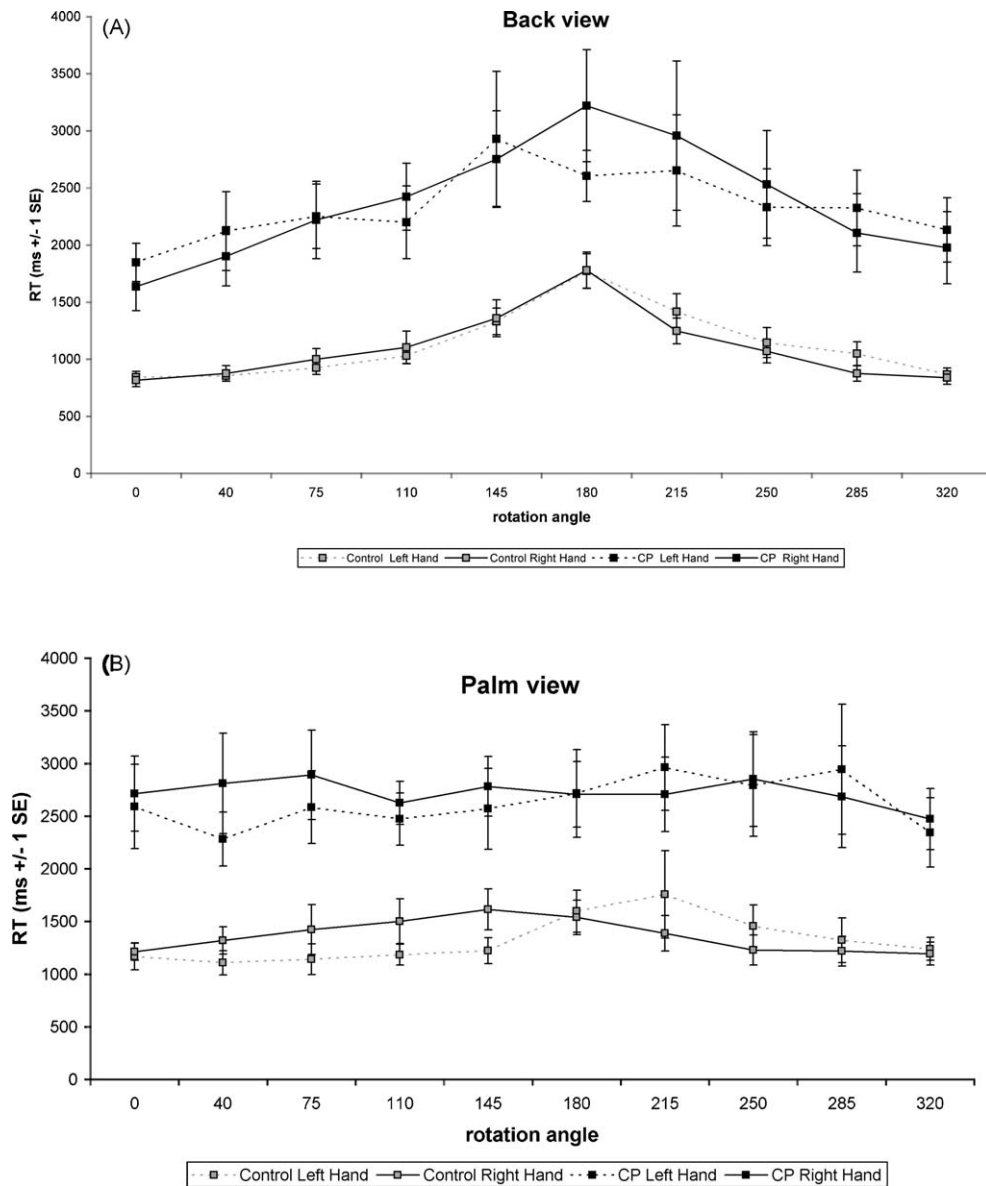 (A)
Back view
4000
3500
3000
2500
2000
1500
1000
500
0
RT (ms +/- 1 SE)
0 40 75 110 145 180 215 250 285 320
rotation angle
Control Left Hand Control Right Hand CP Left Hand CP Right Hand
(B)
Palm view
4000
3500
3000
2500
2000
1500
1000
500
0
RT (ms +/- 1 SE)
0 40 75 110 145 180 215 250 285 320
rotation angle
Control Left Hand Control Right Hand CP Left Hand CP Right Hand